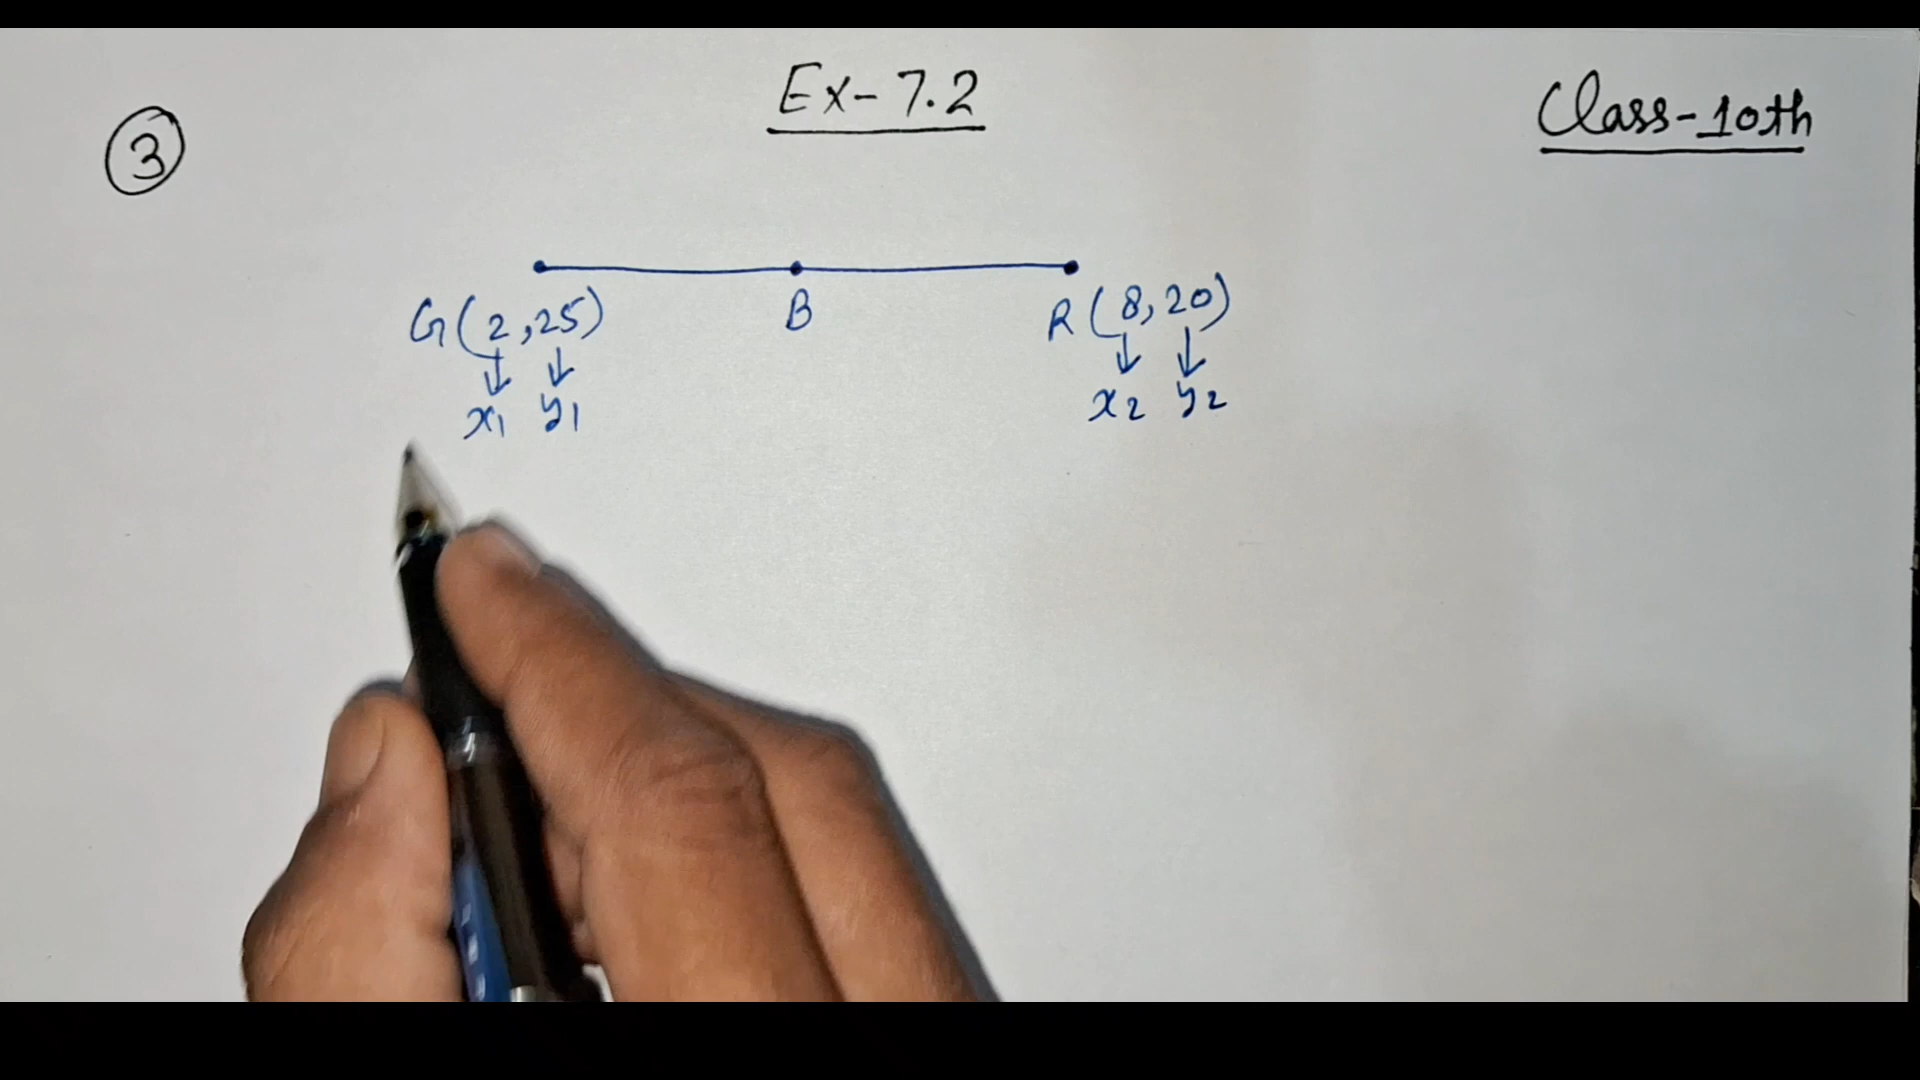 Ex-7.2
Class-10th
3
G(2,25) B R(8,20)
↓ ↓ ↓ ↓
x1 y1 x2 y2